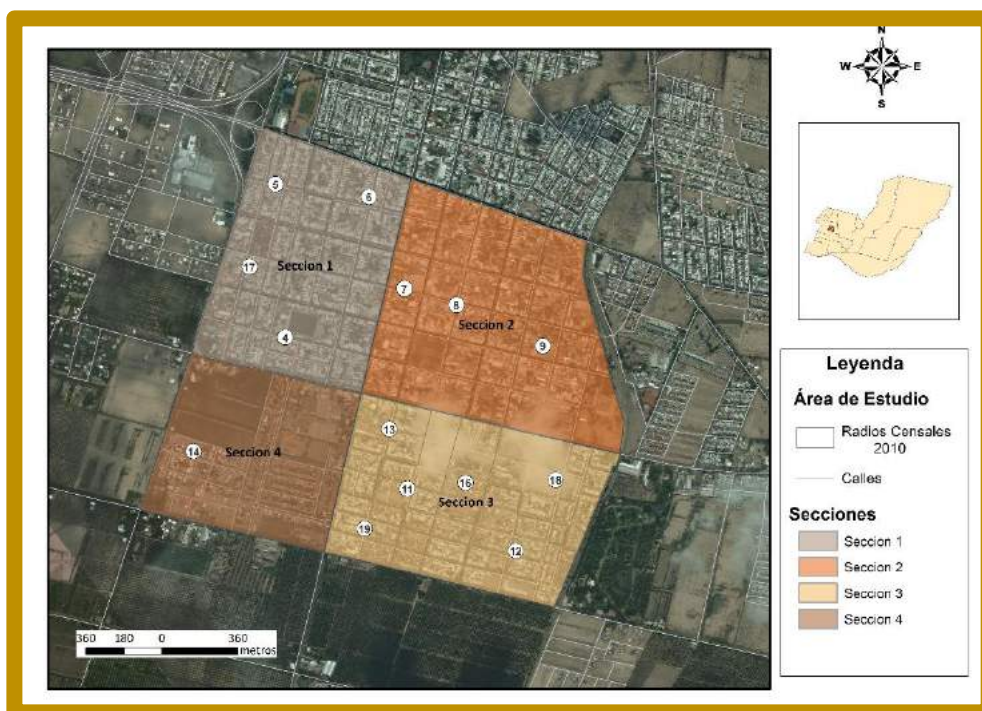 N
W E
S
5
6
17
Seccion 1
7
8
Seccion 2
4
9
13
14
Seccion 4
18
11
16
Seccion 3
19
12
360 180 0 360
metros
Leyenda
Área de Estudio
Radios Censales
2010
Calles
Secciones
Seccion 1
Seccion 2
Seccion 3
Seccion 4